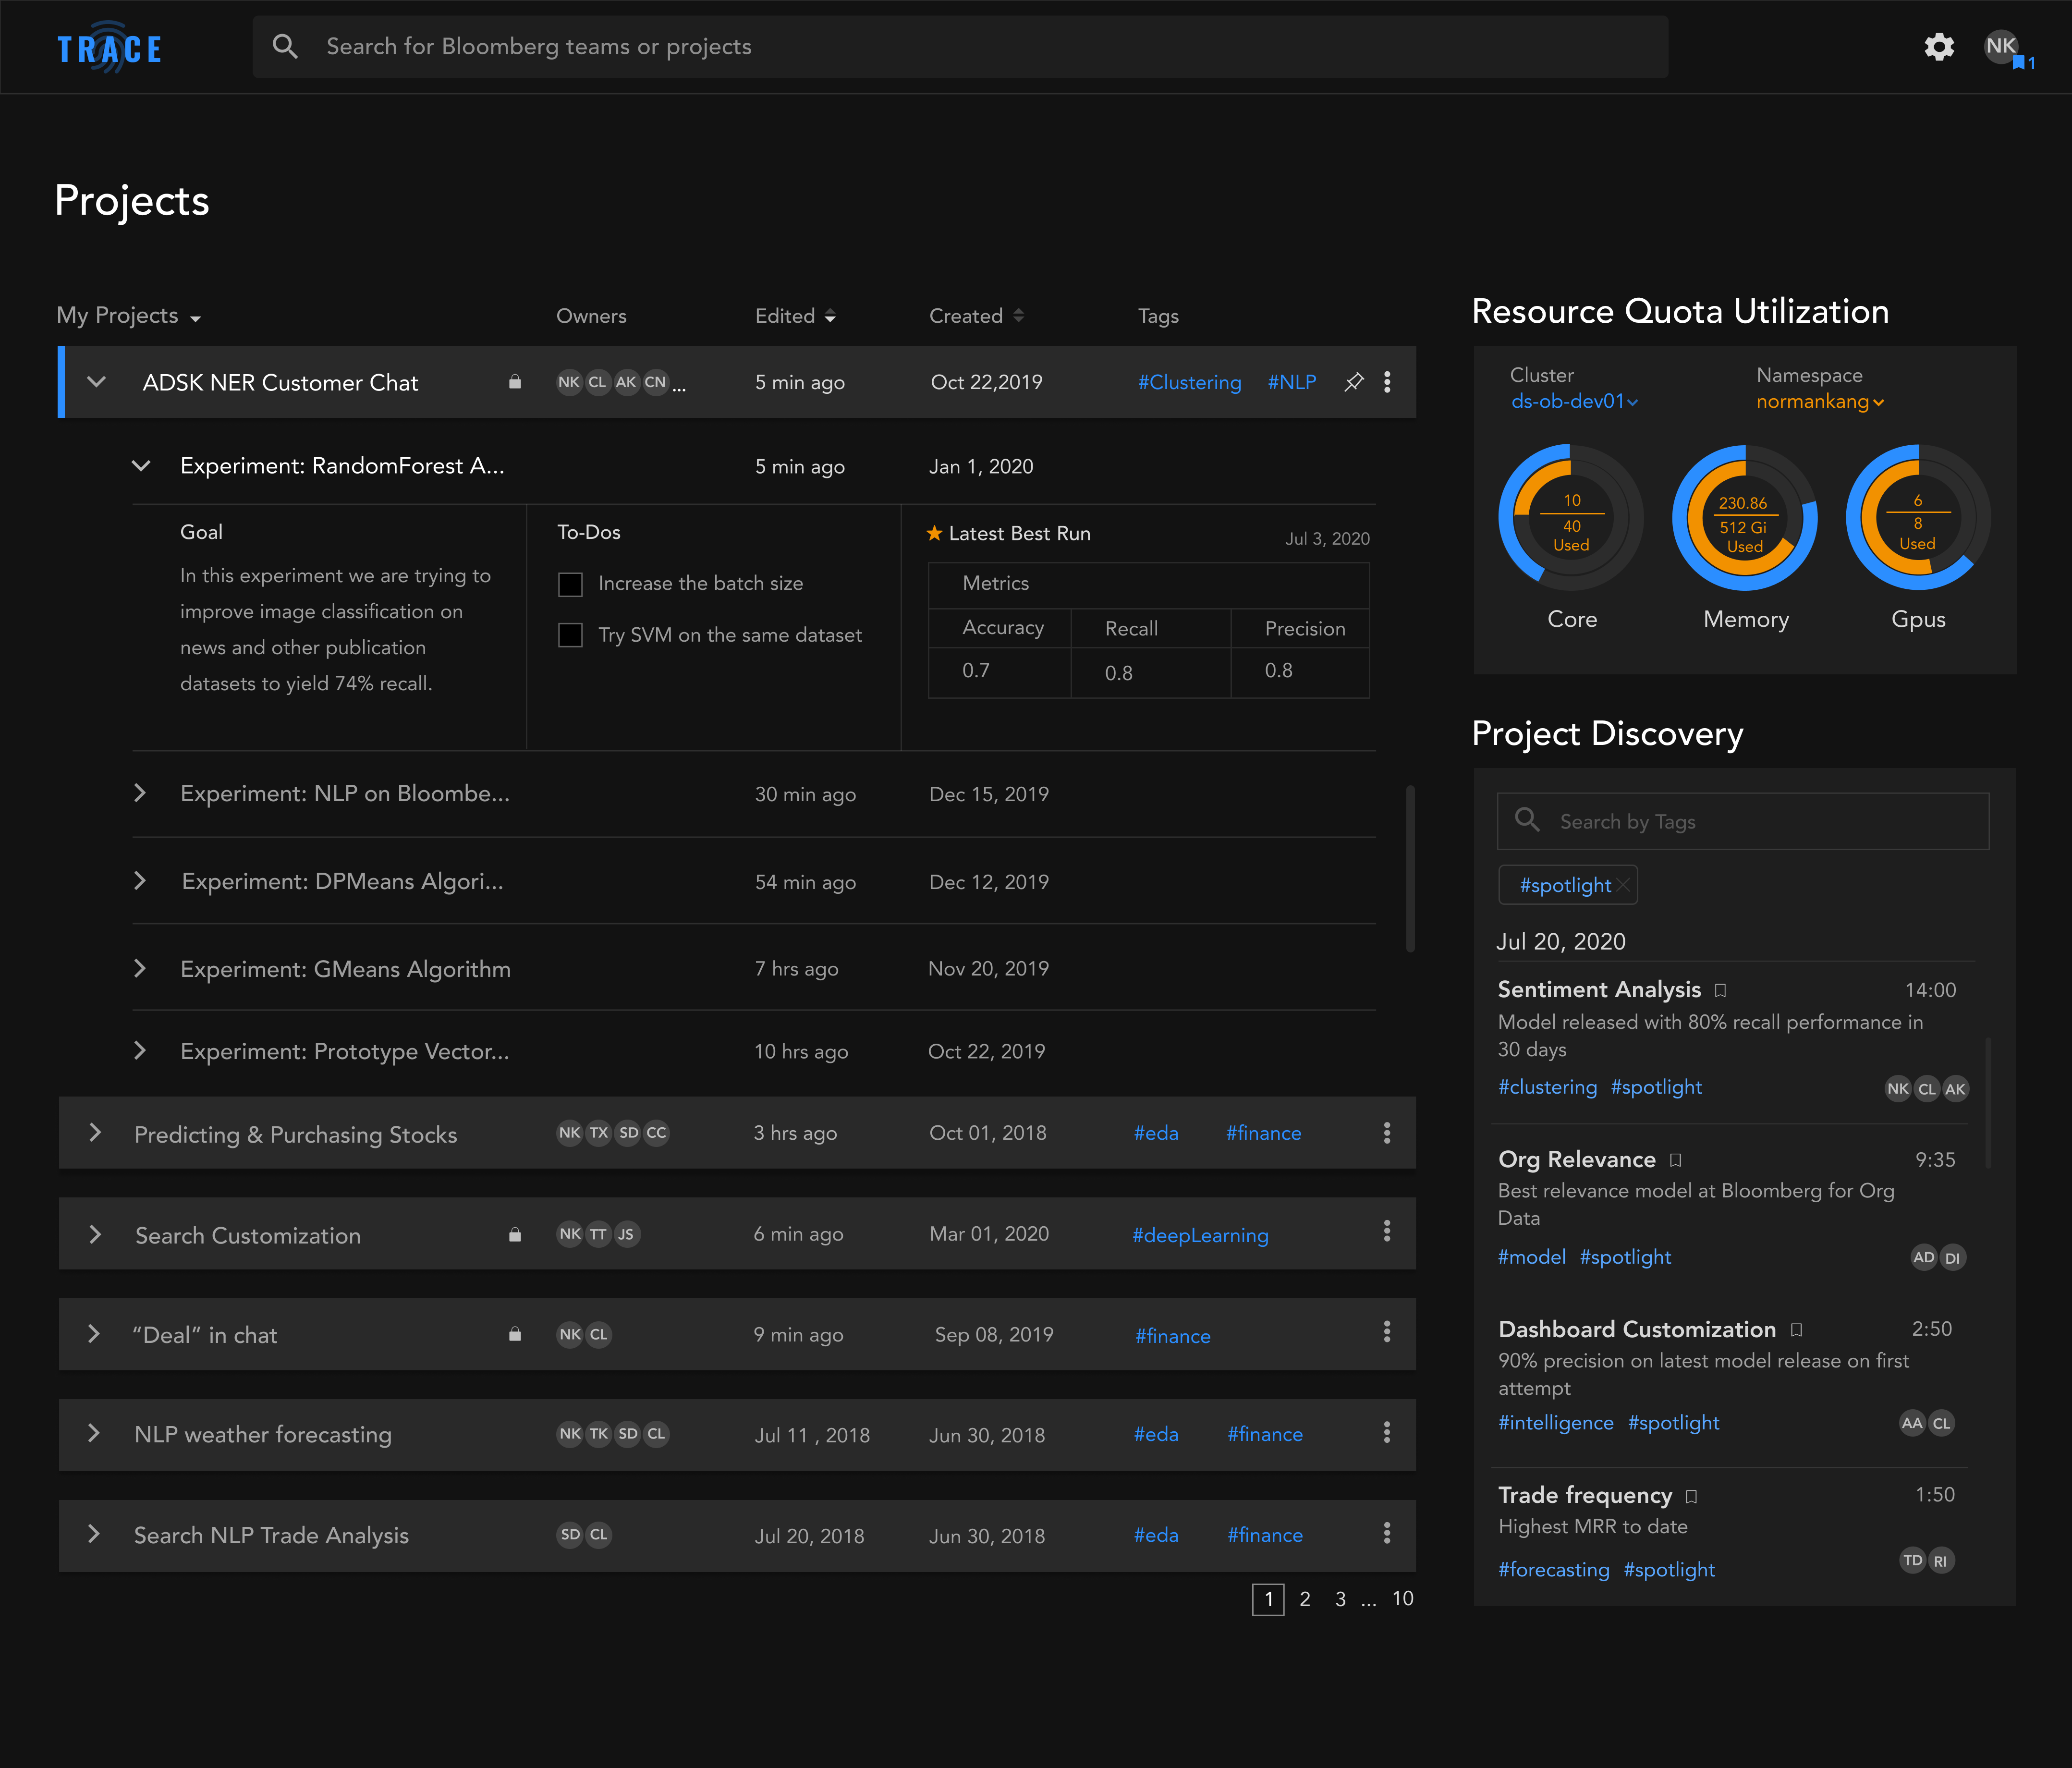 TRACE
Search for Bloomberg teams or projects
NK
1
Projects
My Projects Owners Edited Created Tags
ADSK NER Customer Chat NK CL AK CN ... 5 min ago Oct 22,2019 #Clustering #NLP
Experiment: RandomForest A... 5 min ago Jan 1, 2020
Goal
In this experiment we are trying to
improve image classification on
news and other publication
datasets to yield 74% recall.
To-Dos
Increase the batch size
Try SVM on the same dataset
Latest Best Run Jul 3, 2020
Metrics
Accuracy Recall Precision
0.7 0.8 0.8
Experiment: NLP on Bloombe... 30 min ago Dec 15, 2019
Experiment: DPMeans Algori... 54 min ago Dec 12, 2019
Experiment: GMeans Algorithm 7 hrs ago Nov 20, 2019
Experiment: Prototype Vector... 10 hrs ago Oct 22, 2019
Predicting & Purchasing Stocks NK TX SD CC 3 hrs ago Oct 01, 2018 #eda #finance
Search Customization NK TT JS 6 min ago Mar 01, 2020 #deepLearning
“Deal” in chat NK CL 9 min ago Sep 08, 2019 #finance
NLP weather forecasting NK TK SD CL Jul 11 , 2018 Jun 30, 2018 #eda #finance
Search NLP Trade Analysis SD CL Jul 20, 2018 Jun 30, 2018 #eda #finance
1 2 3 ... 10
Resource Quota Utilization
Cluster Namespace
ds-ob-dev01 normankang
10
40
Used
230.86
512 Gi
Used
6
8
Used
Core Memory Gpus
Project Discovery
Search by Tags
#spotlight
Jul 20, 2020
Sentiment Analysis 14:00
Model released with 80% recall performance in
30 days
#clustering #spotlight NK CL AK
Org Relevance 9:35
Best relevance model at Bloomberg for Org
Data
#model #spotlight AD DI
Dashboard Customization 2:50
90% precision on latest model release on first
attempt
#intelligence #spotlight AA CL
Trade frequency 1:50
Highest MRR to date
#forecasting #spotlight TD RI